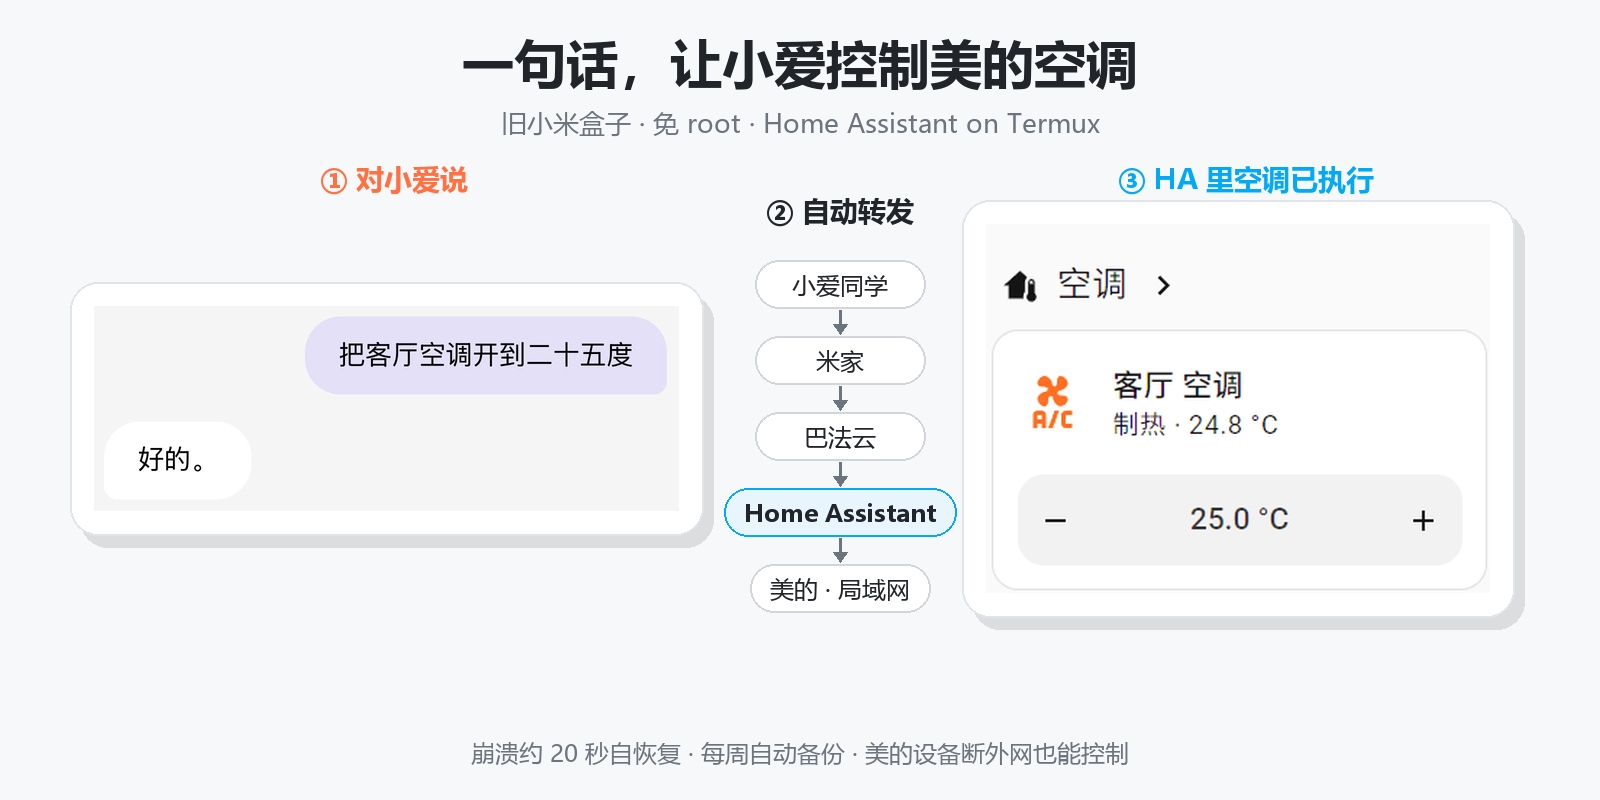 一句话，让小爱控制美的空调
旧小米盒子 · 免 root · Home Assistant on Termux
① 对小爱说
把客厅空调开到二十五度
好的。
② 自动转发
小爱同学
米家
巴法云
Home Assistant
美的 · 局域网
③ HA 里空调已执行
空调
A/C
客厅 空调
制热 · 24.8 °C
− 25.0 °C +
崩溃约 20 秒自恢复 · 每周自动备份 · 美的设备断外网也能控制